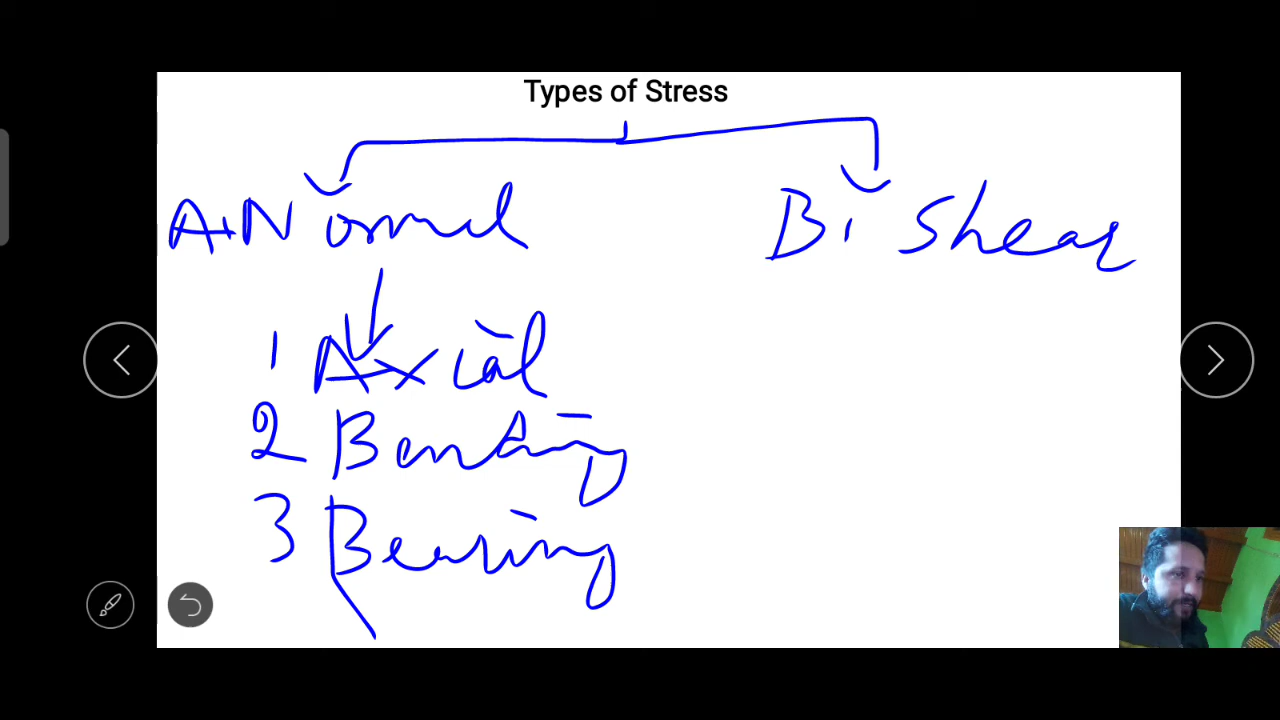 Types of Stress
A. Normal B. Shear
1 Axial
2 Bending
3 Bearing